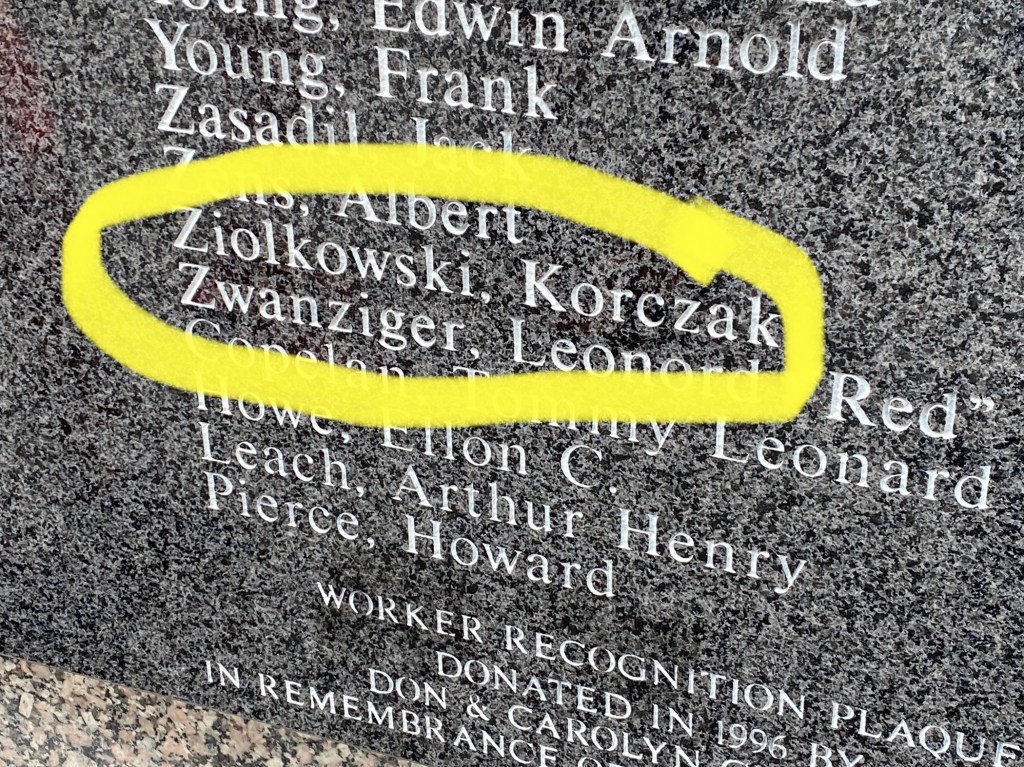 Young, Edwin Arnold
Young, Frank
Zasadil, Jack
Albert
Ziolkowski, Korczak
Zwanziger, Leonard Red”
Copelan, Tommy Leonard
Howe, Ellon C.
Leach, Arthur Henry
Pierce, Howard
WORKER RECOGNITION PLAQUE
DONATED IN 1996 BY
DON & CAROLYN
IN REMEMBRANCE